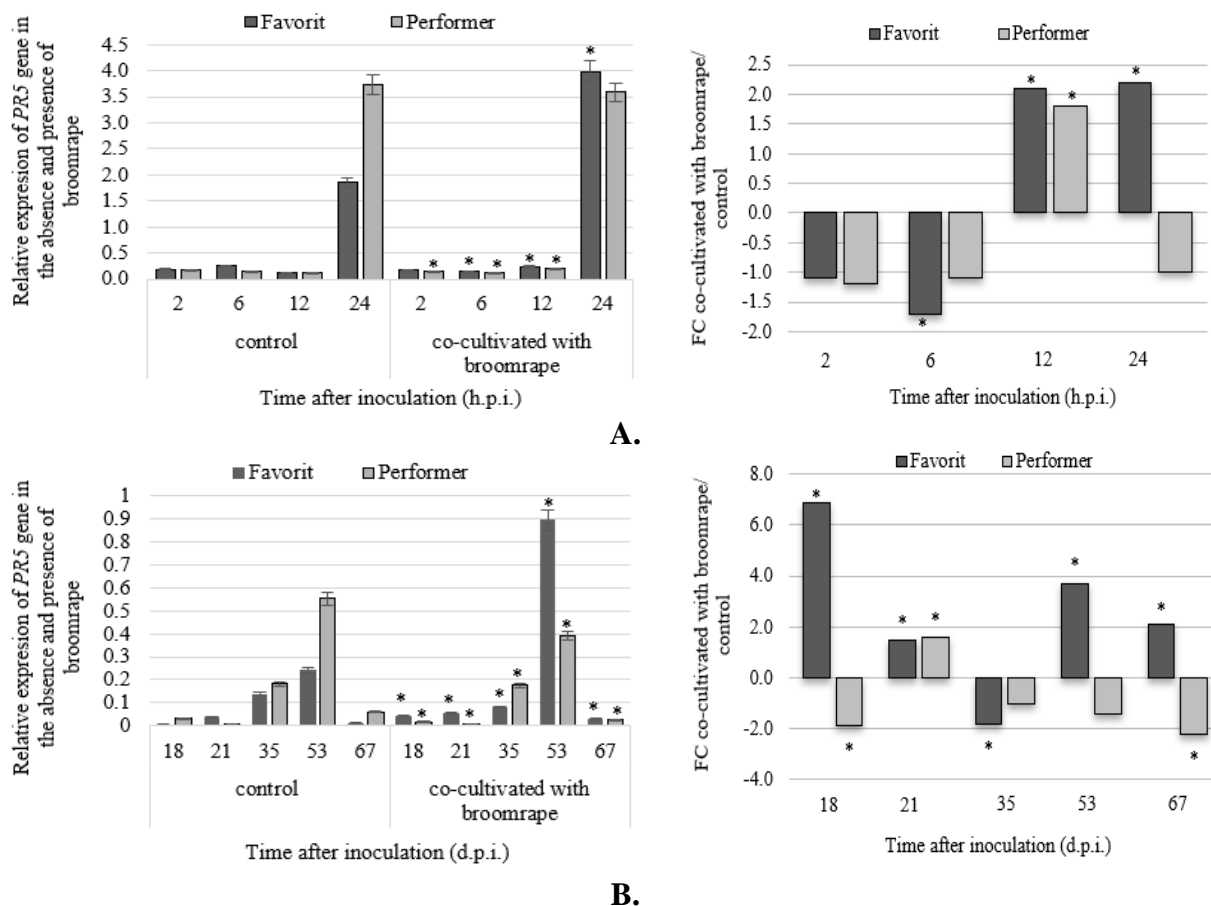 Favorit Performer
Relative expresion of PR5 gene in
the absence and presence of
broomrape
4.5
4.0
3.5
3.0
2.5
2.0
1.5
1.0
0.5
0.0
*
* * * * *
2 6 12 24 2 6 12 24
control co-cultivated with
broomrape
Time after inoculation (h.p.i.)
Favorit Performer
FC co-cultivated with broomrape/
control
2.5
2.0
1.5
1.0
0.5
0.0
-0.5
-1.0
-1.5
-2.0
* * *
*
2 6 12 24
Time after inoculation (h.p.i.)
A.
Favorit Performer
Relative expresion of PR5 gene in
the absence and presence of
broomrape
1
0.9
0.8
0.7
0.6
0.5
0.4
0.3
0.2
0.1
0
* * * * * * * * * *
18 21 35 53 67 18 21 35 53 67
control co-cultivated with
broomrape
Time after inoculation (d.p.i.)
Favorit Performer
FC co-cultivated with broomrape/
control
8.0
6.0
4.0
2.0
0.0
-2.0
-4.0
* * * * * * * *
18 21 35 53 67
Time after inoculation (d.p.i.)
B.